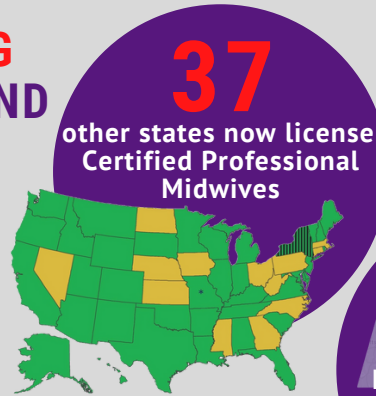 G
ND
37
other states now license
Certified Professional
Midwives